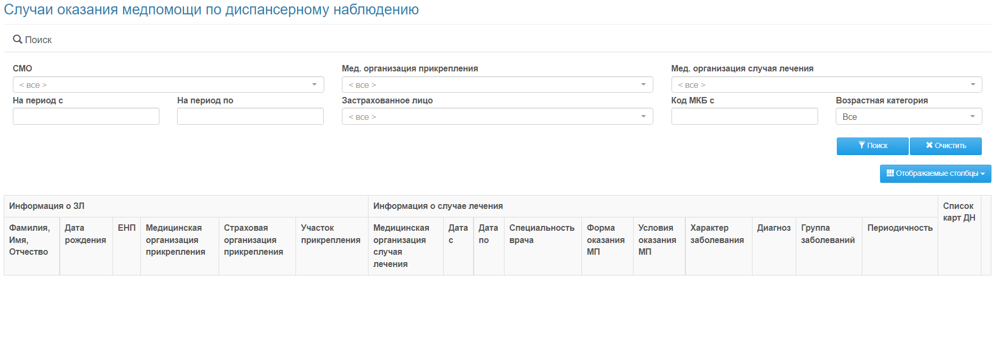 Случаи оказания медпомощи по диспансерному наблюдению
Поиск
СМО
Мед. организация прикрепления
Мед. организация случая лечения
< все >
< все >
< все >
На период с
На период по
Застрахованное лицо
Код МКБ с
Возрастная категория
< все >
Все
Поиск
Очистить
Отображаемые столбцы
Информация о ЗЛ
Информация о случае лечения
Список
карт ДН
Фамилия,
Имя,
Отчество
Дата
рождения
ЕНП
Медицинская
организация
прикрепления
Страховая
организация
прикрепления
Участок
прикрепления
Медицинская
организация
случая
лечения
Дата
с
Дата
по
Специальность
врача
Форма
оказания
МП
Условия
оказания
МП
Характер
заболевания
Диагноз
Группа
заболеваний
Периодичность